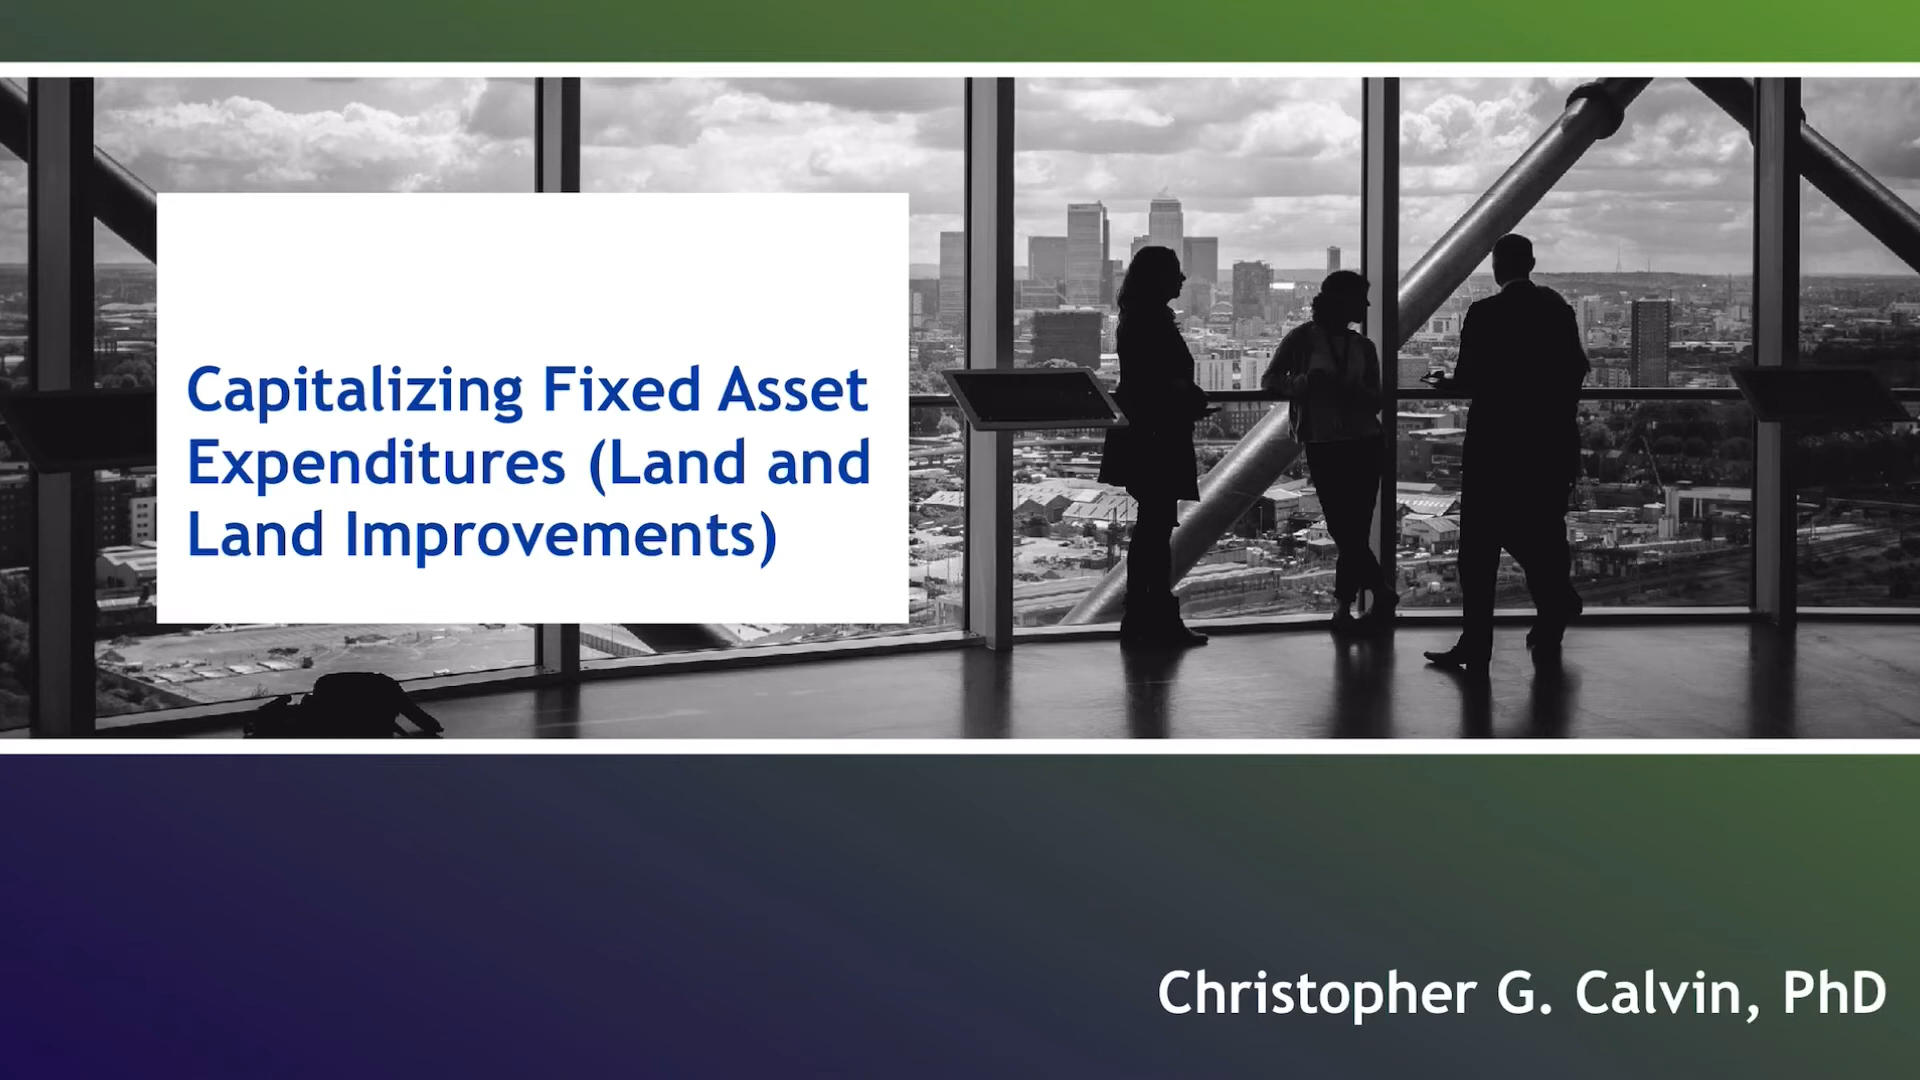 Capitalizing Fixed Asset
Expenditures (Land and
Land Improvements)
Christopher G. Calvin, PhD